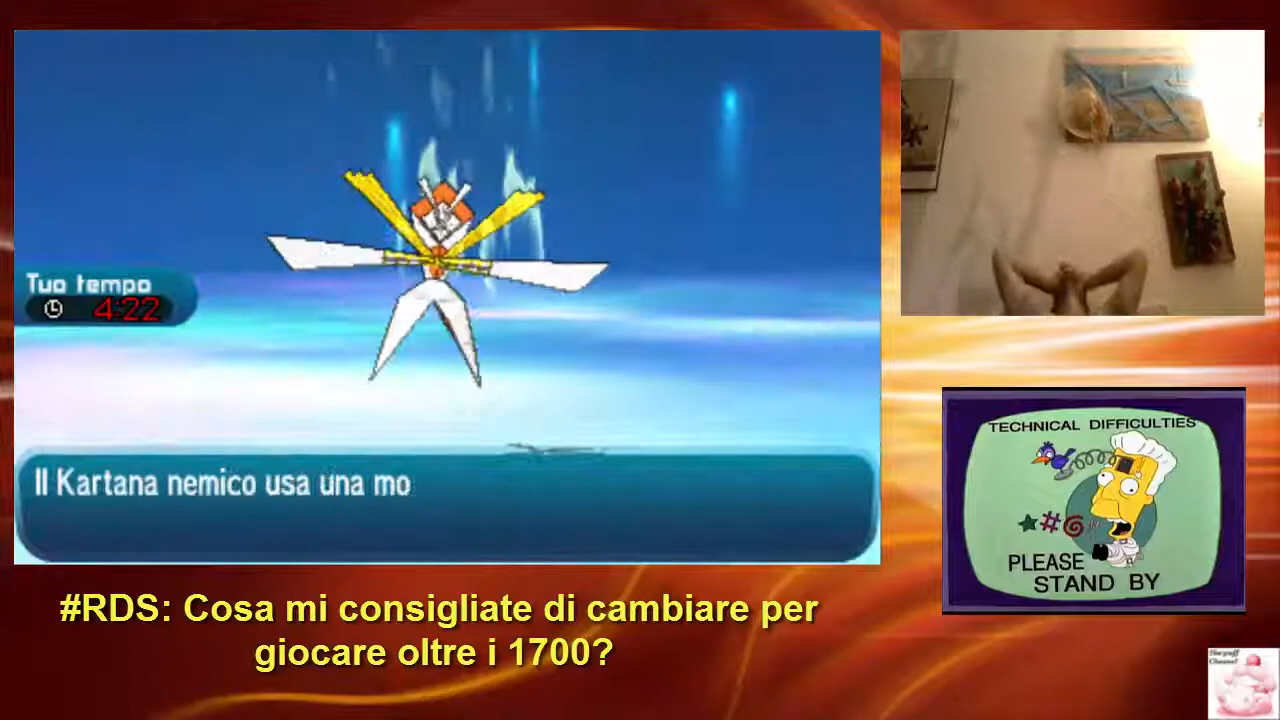 Tuo tempo
4:22
Il Kartana nemico usa una mo
#RDS: Cosa mi consigliate di cambiare per
giocare oltre i 1700?
TECHNICAL DIFFICULTIES
PLEASE
STAND BY